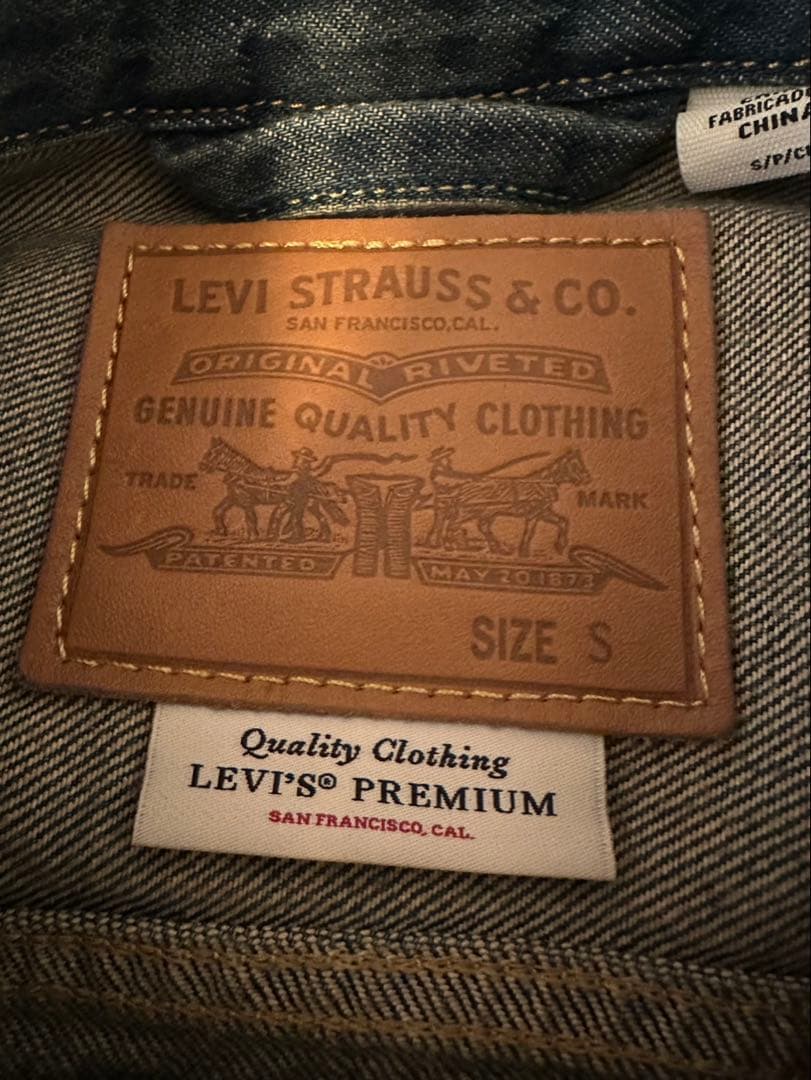 FABRICAD
CHINA
S/P/C
LEVI STRAUSS & CO.
SAN FRANCISCO, CAL.
ORIGINAL RIVETED
GENUINE QUALITY CLOTHING
TRADE MARK
PATENTED MAY 20 1873
SIZE S
Quality Clothing
LEVI'S® PREMIUM
SAN FRANCISCO, CAL.